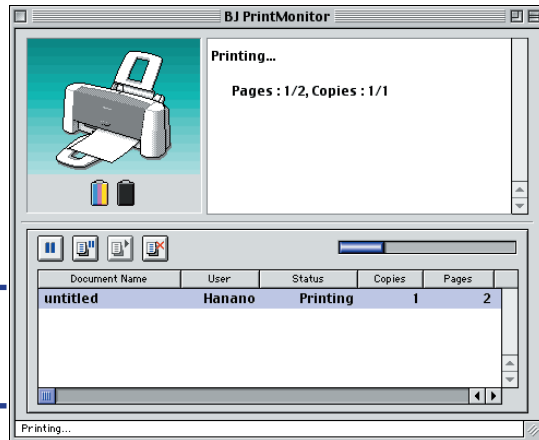 BJ PrintMonitor
Printing...
Pages : 1/2, Copies : 1/1
Document Name User Status Copies Pages
untitled Hanano Printing 1 2
Printing...